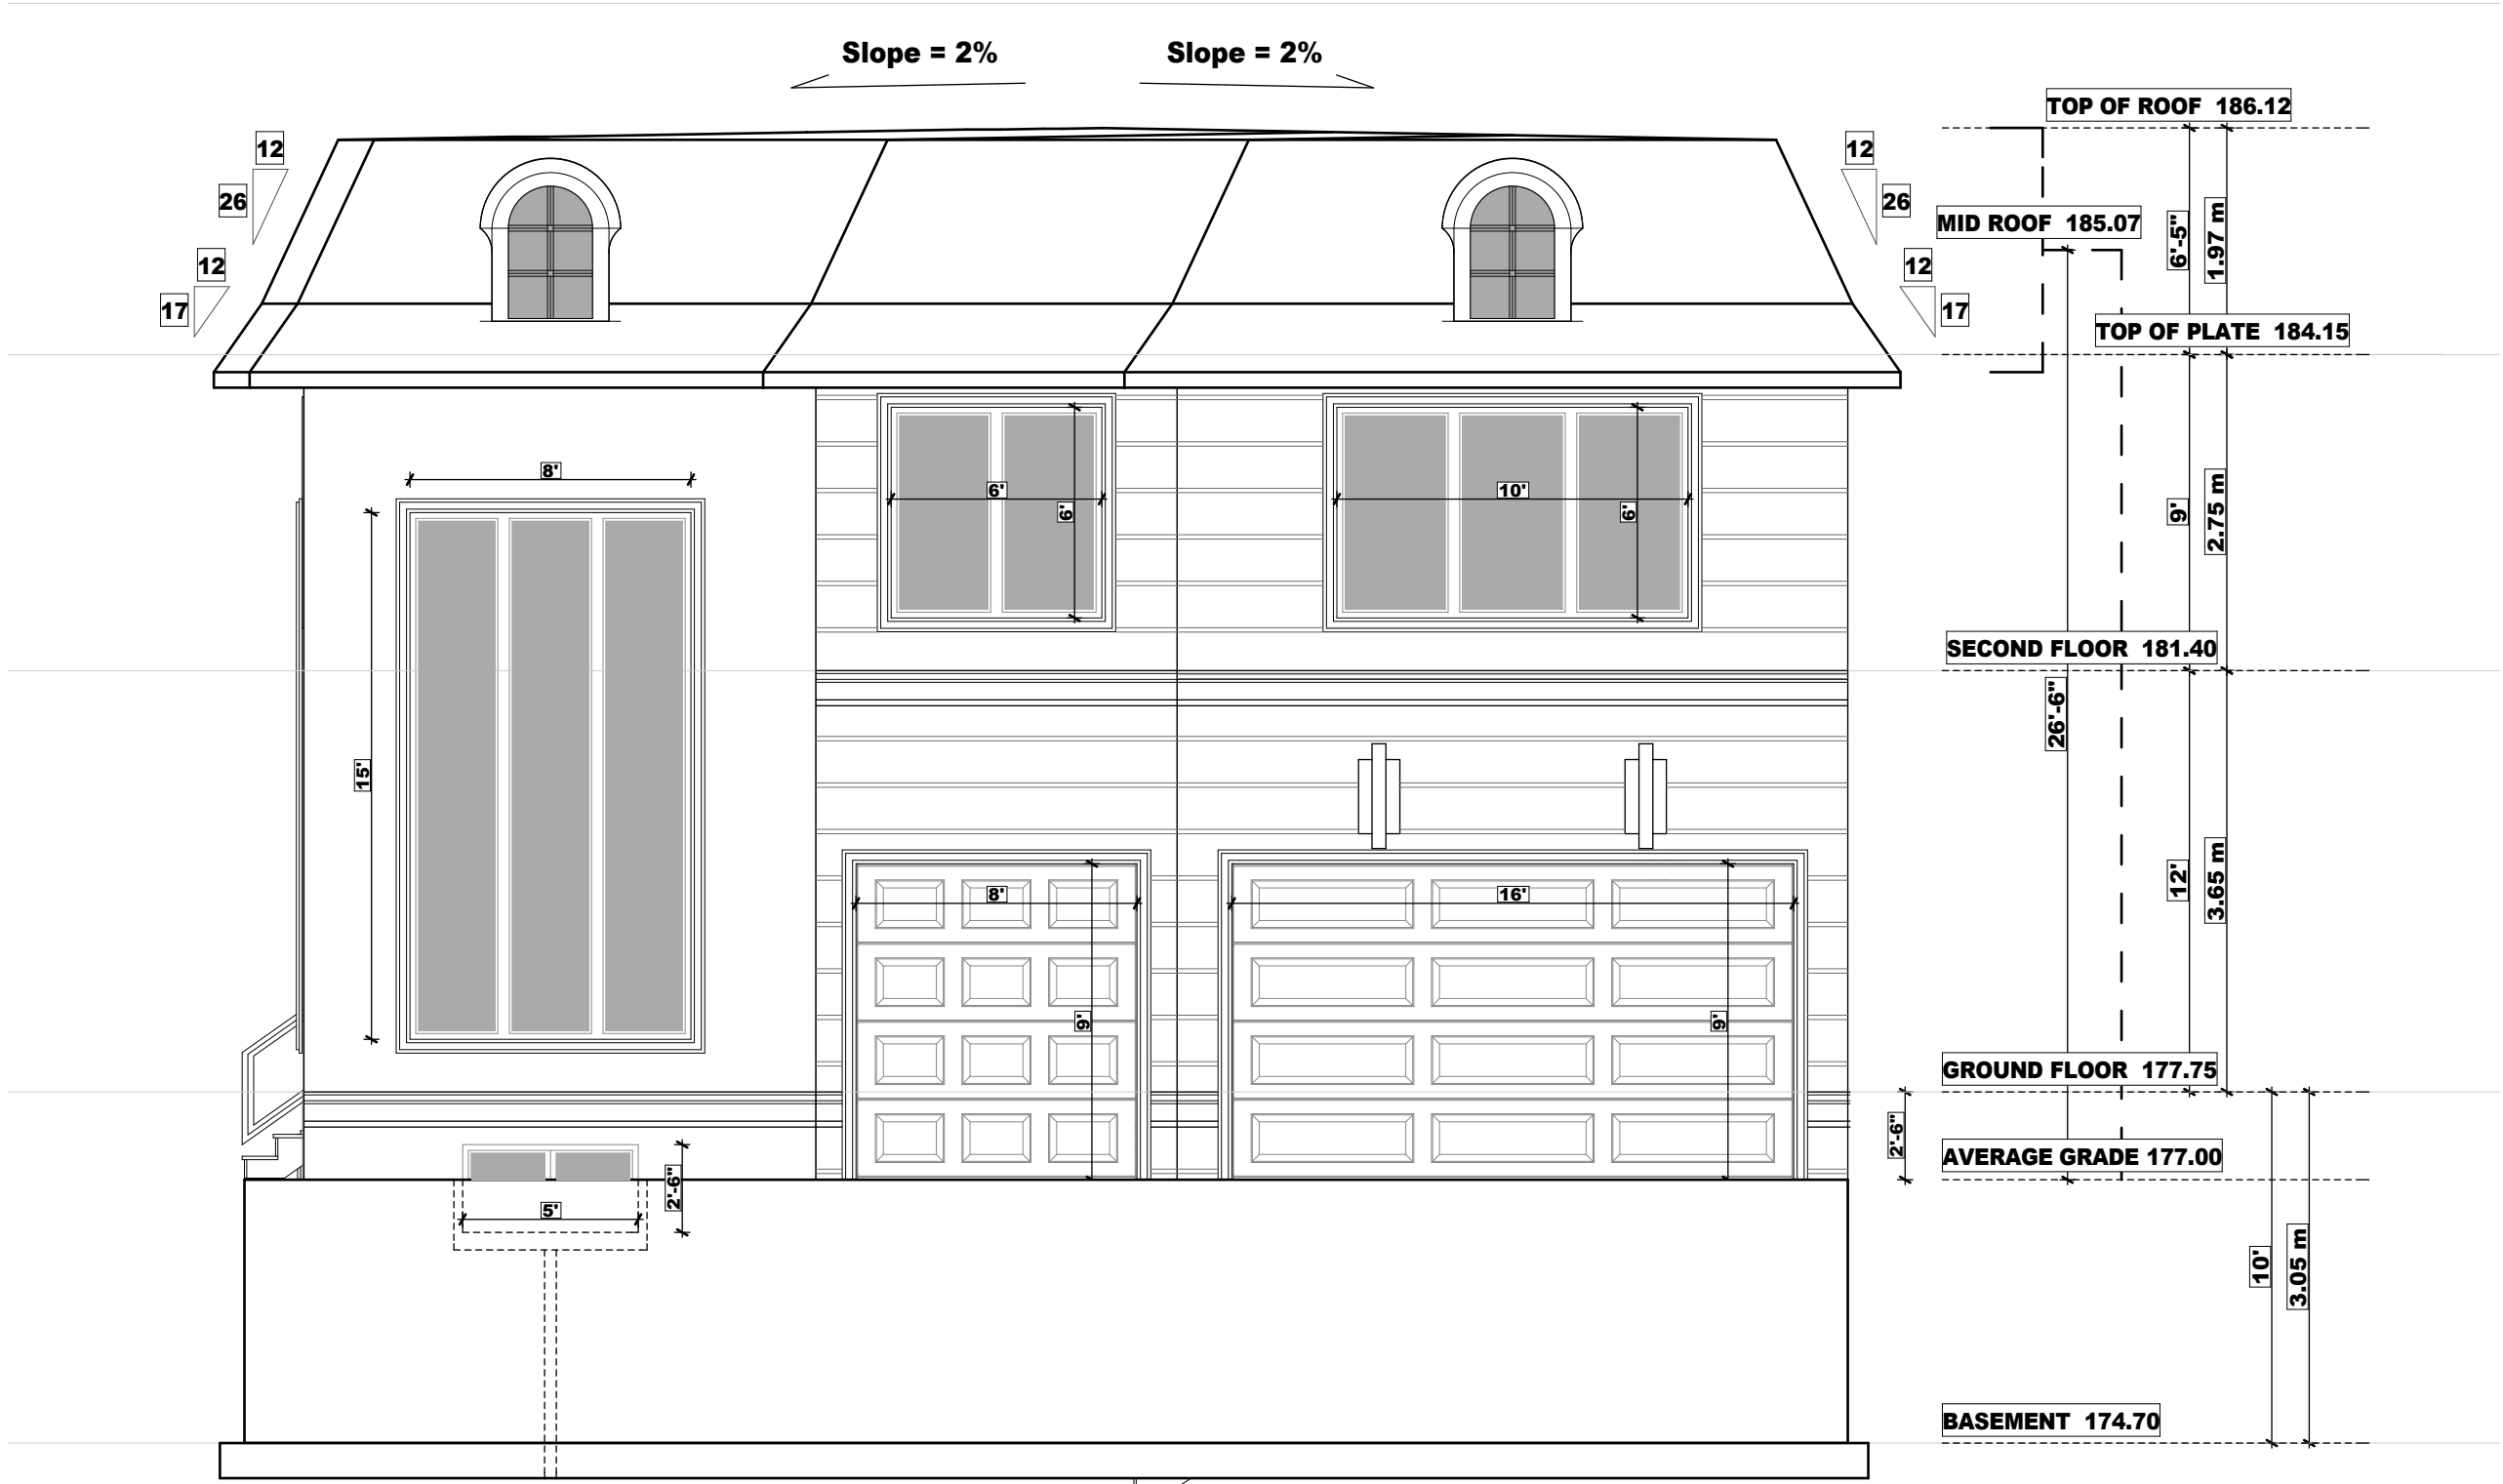 Slope = 2%
Slope = 2%
TOP OF ROOF 186.12
12
12
26
26
MID ROOF 185.07
6'-5"
1.97 m
12
12
17
17
TOP OF PLATE 184.15
8'
6'
6'
10'
6'
9'
2.75 m
SECOND FLOOR 181.40
26'-6"
15'
12'
3.65 m
8'
16'
9'
9'
GROUND FLOOR 177.75
2'-6"
AVERAGE GRADE 177.00
2'-6"
5'
10'
3.05 m
BASEMENT 174.70